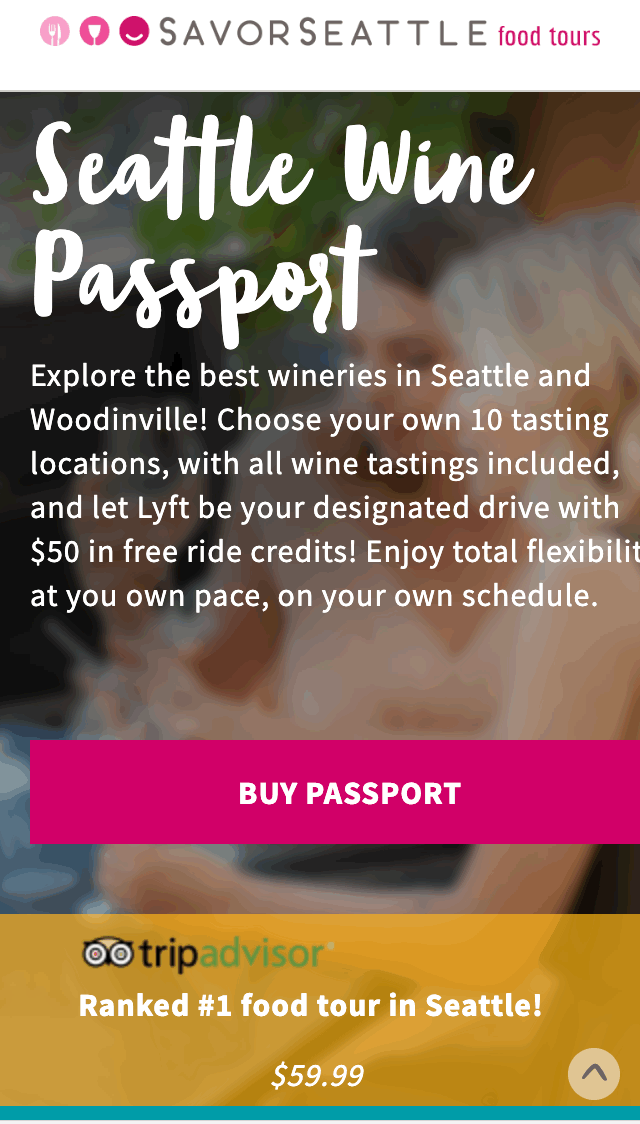 SAVORSEATTLE food tours
Seattle Wine
Passport
Explore the best wineries in Seattle and
Woodinville! Choose your own 10 tasting
locations, with all wine tastings included,
and let Lyft be your designated drive with
$50 in free ride credits! Enjoy total flexibilit
at you own pace, on your own schedule.
BUY PASSPORT
tripadvisor®
Ranked #1 food tour in Seattle!
$59.99